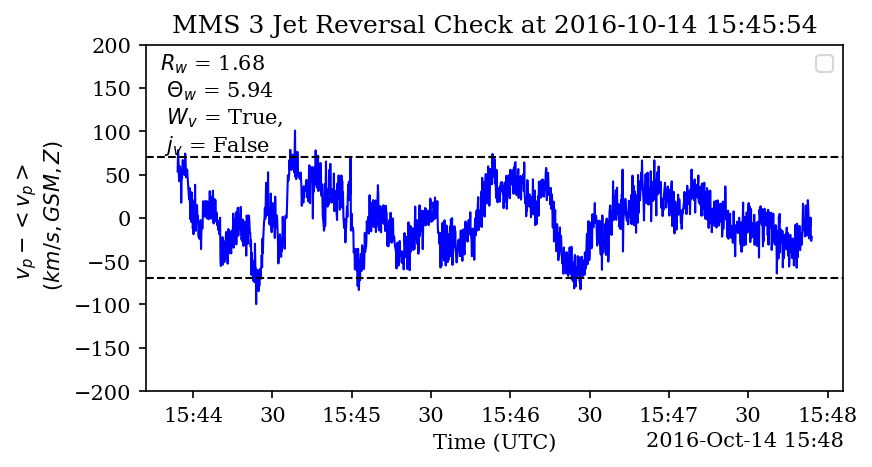 MMS 3 Jet Reversal Check at 2016-10-14 15:45:54
R_w = 1.68
Θ_w = 5.94
W_v = True,
j_v = False
200
150
100
50
0
−50
−100
−150
−200
v_p − < v_p >
(km/s, GSM, Z)
15:44 30 15:45 30 15:46 30 15:47 30 15:48
Time (UTC) 2016-Oct-14 15:48